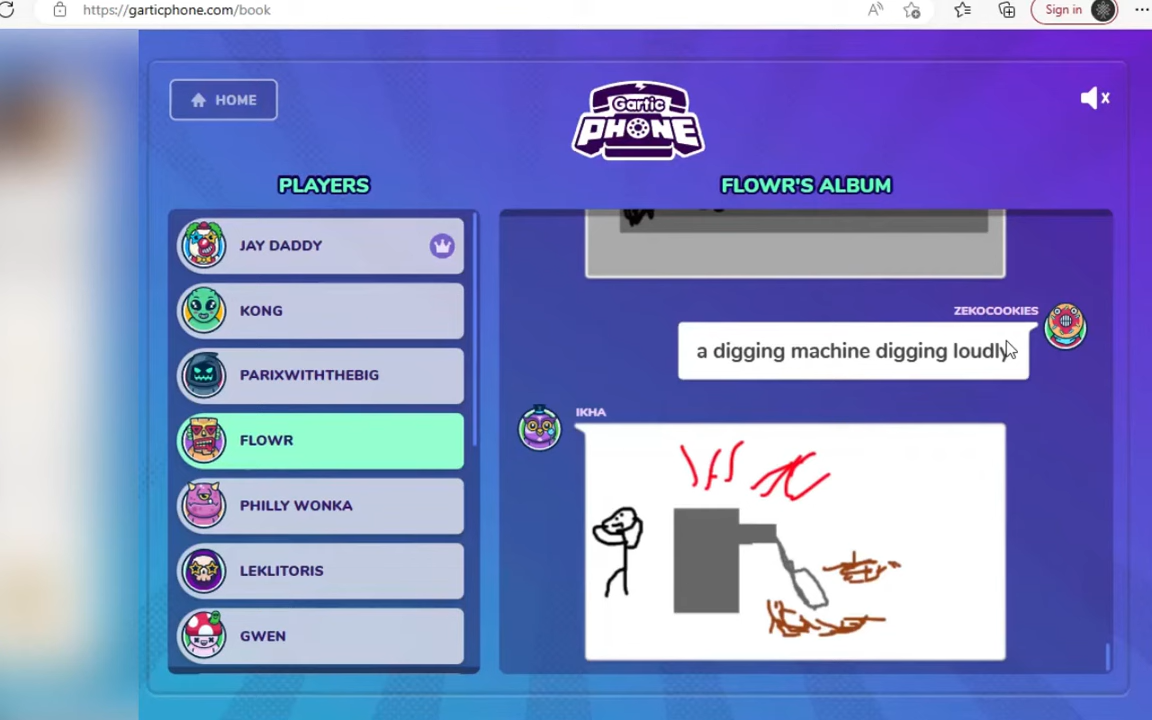 https://garticphone.com/book
Sign in
HOME
Gartic
PHONE
PLAYERS
FLOWR'S ALBUM
JAY DADDY
KONG
PARIXWITHTHEBIG
FLOWR
PHILLY WONKA
LEKLITORIS
GWEN
ZEKOCOOKIES
a digging machine digging loudly
IKHA